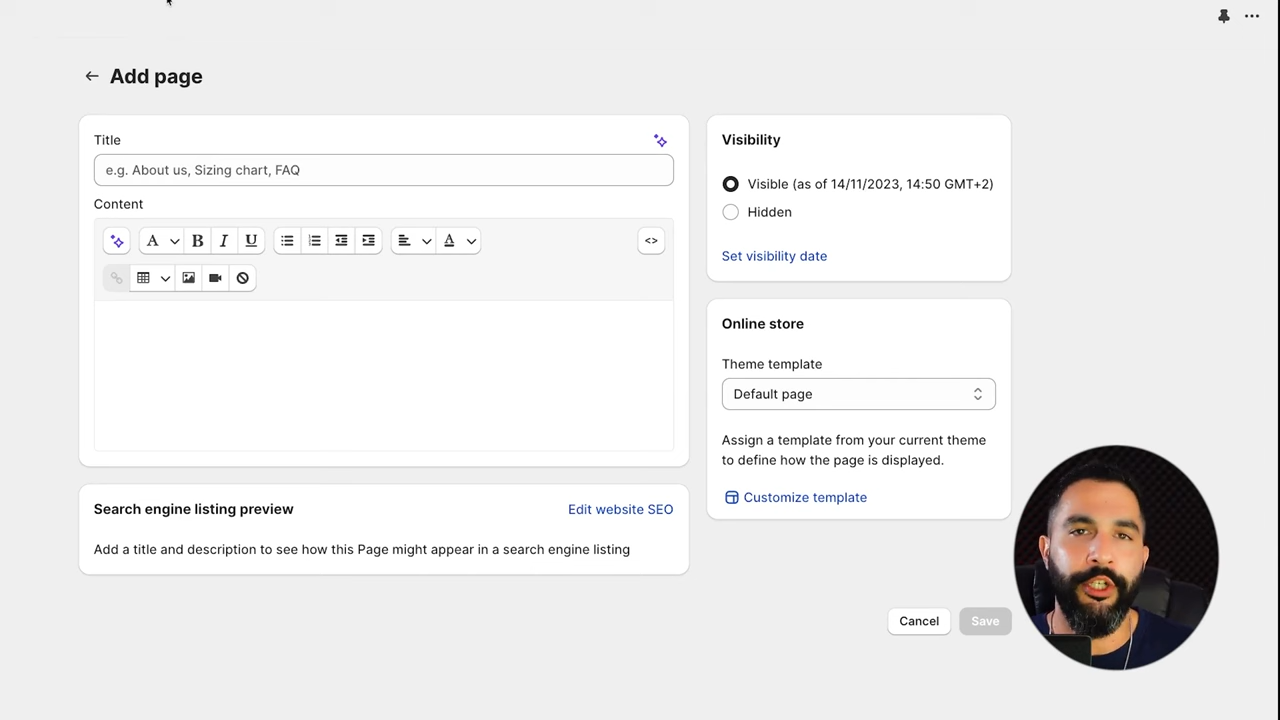 Add page
Title
e.g. About us, Sizing chart, FAQ
Content
A B I U A <>
Search engine listing preview
Edit website SEO
Add a title and description to see how this Page might appear in a search engine listing
Visibility
Visible (as of 14/11/2023, 14:50 GMT+2)
Hidden
Set visibility date
Online store
Theme template
Default page
Assign a template from your current theme
to define how the page is displayed.
Customize template
Cancel
Save